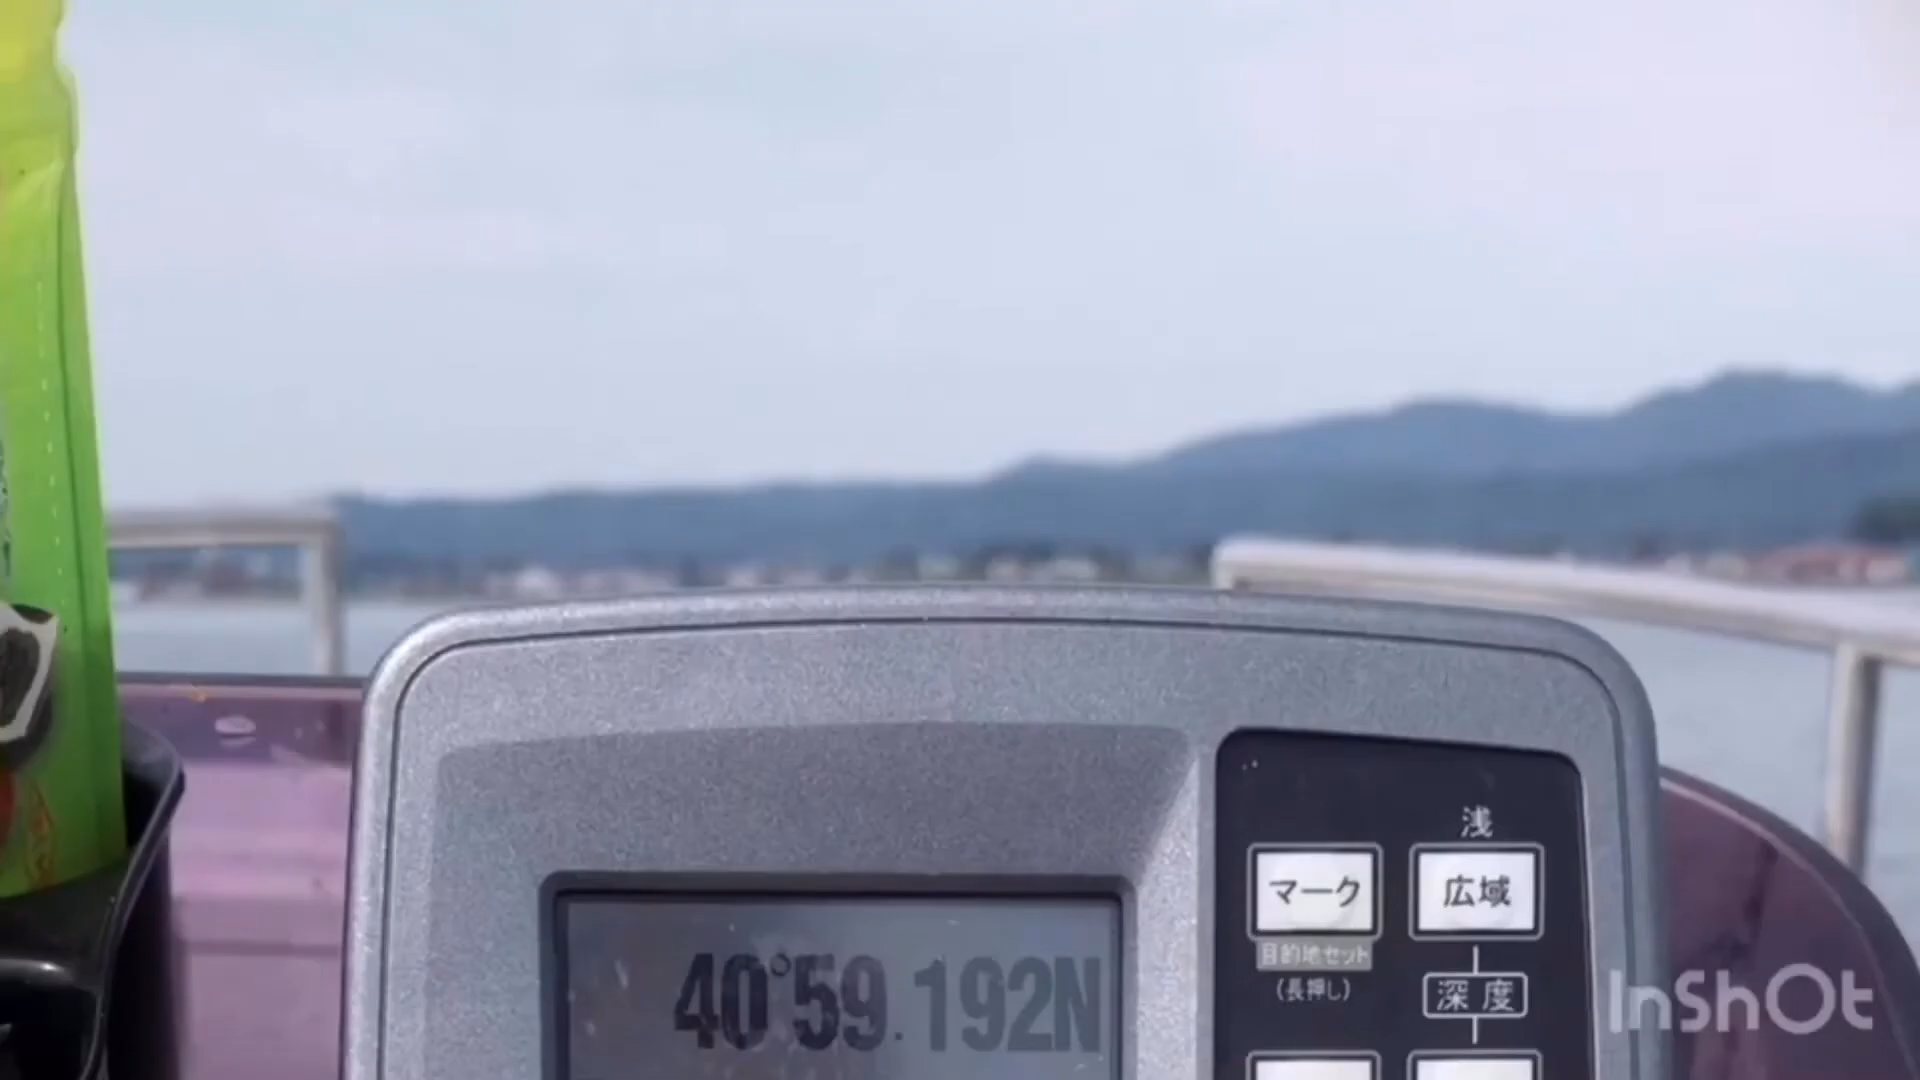 浅
マーク
広域
目的地セット
(長押し)
深度
40°59.192N
InShOt